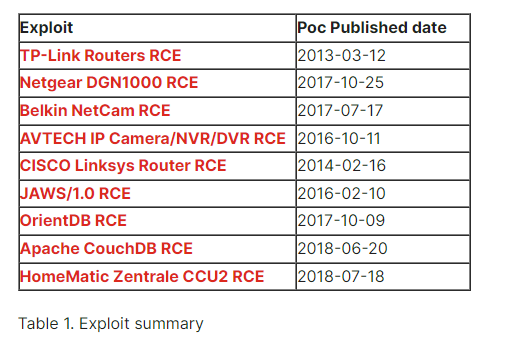 Exploit Poc Published date
TP-Link Routers RCE 2013-03-12
Netgear DGN1000 RCE 2017-10-25
Belkin NetCam RCE 2017-07-17
AVTECH IP Camera/NVR/DVR RCE 2016-10-11
CISCO Linksys Router RCE 2014-02-16
JAWS/1.0 RCE 2016-02-10
OrientDB RCE 2017-10-09
Apache CouchDB RCE 2018-06-20
HomeMatic Zentrale CCU2 RCE 2018-07-18
Table 1. Exploit summary